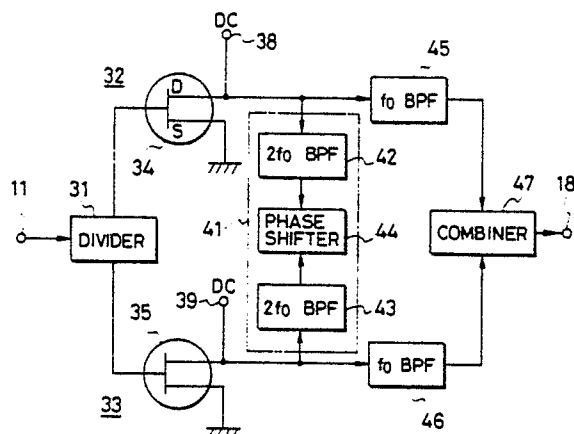 DC
38
45
32
D
fo BPF
S
34
2fo BPF
42
11
31
47
18
DIVIDER
41
PHASE
SHIFTER
44
COMBINER
DC
39
35
2fo BPF
43
fo BPF
33
46